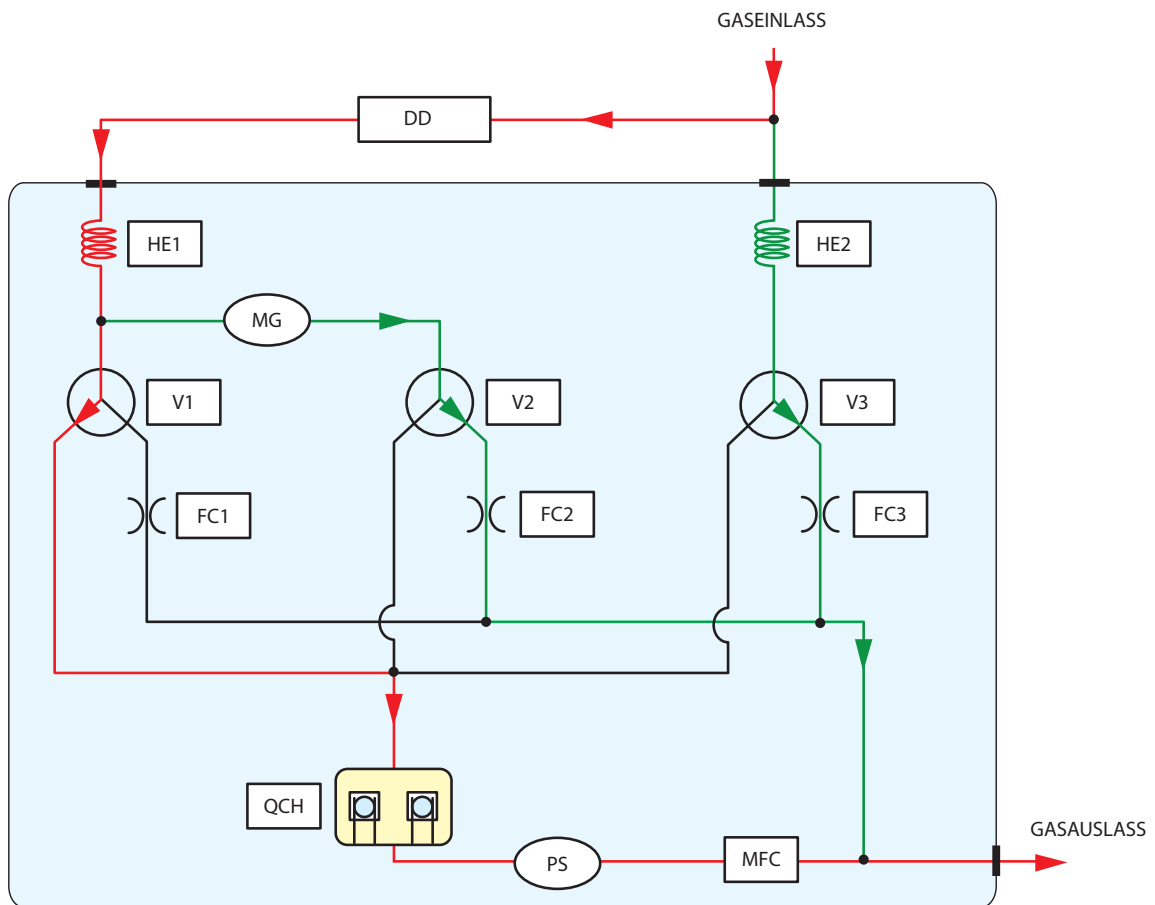 GASEINLASS
DD
HE1
HE2
MG
V1
V2
V3
FC1
FC2
FC3
QCH
PS
MFC
GASAUSLASS